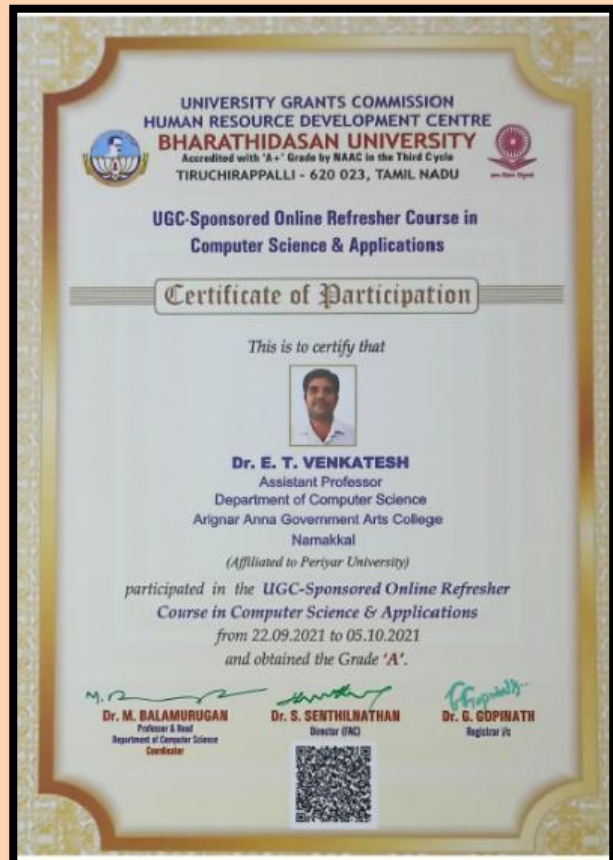 UNIVERSITY GRANTS COMMISSION
HUMAN RESOURCE DEVELOPMENT CENTRE
BHARATHIDASAN UNIVERSITY
Accredited with 'A+' Grade by NAAC in the Third Cycle
TIRUCHIRAPPALLI - 620 023, TAMIL NADU
UGC-Sponsored Online Refresher Course in
Computer Science & Applications
Certificate of Participation
This is to certify that
Dr. E. T. VENKATESH
Assistant Professor
Department of Computer Science
Arignar Anna Government Arts College
Namakkal
(Affiliated to Periyar University)
participated in the UGC-Sponsored Online Refresher
Course in Computer Science & Applications
from 22.09.2021 to 05.10.2021
and obtained the Grade 'A'.
Dr. M. BALAMURUGAN
Professor & Head
Department of Computer Science
Coordinator
Dr. S. SENTHILNATHAN
Director (FAC)
Dr. G. GOPINATH
Registrar i/c